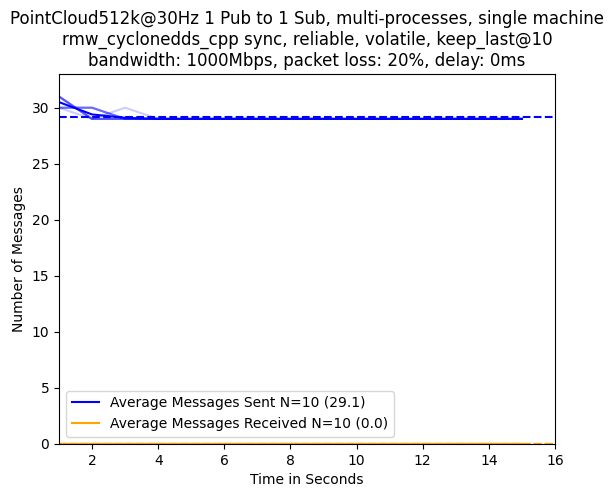 PointCloud512k@30Hz 1 Pub to 1 Sub, multi-processes, single machine
rmw_cyclonedds_cpp sync, reliable, volatile, keep_last@10
bandwidth: 1000Mbps, packet loss: 20%, delay: 0ms
30
25
20
15
10
5
0
Number of Messages
Average Messages Sent N=10 (29.1)
Average Messages Received N=10 (0.0)
2 4 6 8 10 12 14 16
Time in Seconds